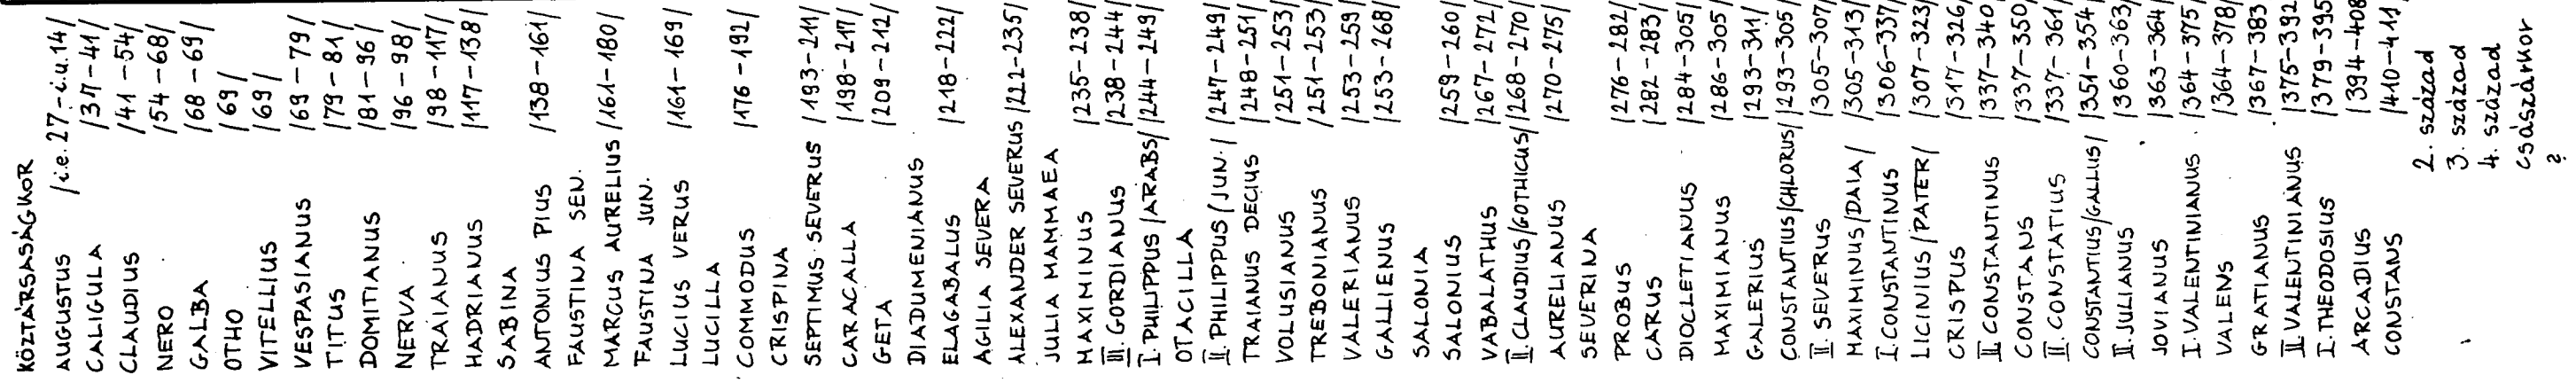 KÖZTÁRSASÁGKOR
AUGUSTUS /i.e. 27-i.u.14/
CALIGULA /37-41/
CLAUDIUS /41-54/
NERO /54-68/
GALBA /68-69/
OTHO /69/
VITELLIUS /69/
VESPASIANUS /69-79/
TITUS /79-81/
DOMITIANUS /81-96/
NERVA /96-98/
TRAIANUS /98-117/
HADRIANUS /117-138/
SABINA
ANTONIUS PIUS /138-161/
FAUSTINA SEN.
MARCUS AURELIUS /161-180/
FAUSTINA JUN.
LUCIUS VERUS /161-169/
LUCILLA
COMMODUS /176-192/
CRISPINA
SEPTIMUS SEVERUS /193-211/
CARACALLA /198-217/
GETA /209-212/
DIADUMENIANUS
ELAGABALUS /218-222/
AGILIA SEVERA
ALEXANDER SEVERUS /222-235/
JULIA MAMMAEA
MAXIMINUS /235-238/
III. GORDIANUS /238-244/
I. PHILIPPUS /ARABS/ /244-249/
OTACILLA
II. PHILIPPUS /JUN./ /247-249/
TRAIANUS DECIUS /248-251/
VOLUSIANUS /251-253/
TREBONIANUS /251-253/
VALERIANUS /253-259/
GALLIENUS /253-268/
SALONIA
SALONIUS /259-260/
VABALATHUS /267-272/
II. CLAUDIUS /GOTHICUS/ /268-270/
AURELIANUS /270-275/
SEVERINA
PROBUS /276-282/
CARUS /282-283/
DIOCLETIANUS /284-305/
MAXIMIANUS /286-305/
GALERIUS /293-311/
CONSTANTIUS /CHLORUS/ /293-305/
II. SEVERUS /305-307/
MAXIMINUS /DAIA/ /305-313/
I. CONSTANTINUS /306-337/
LICINIUS /PATER/ /307-323/
CRISPUS /317-326/
II. CONSTANTINUS /337-340/
CONSTANS /337-350/
II. CONSTATIUS /337-361/
CONSTANTIUS /GALLUS/ /351-354/
II. JULIANUS /360-363/
JOVIANUS /363-364/
I. VALENTINIANUS /364-375/
VALENS /364-378/
GRATIANUS /367-383
II. VALENTINIANUS /375-392
I. THEODOSIUS /379-395
ARCADIUS /394-408
CONSTANS /410-411/
2. század
3. század
4. század
Császárkor
?